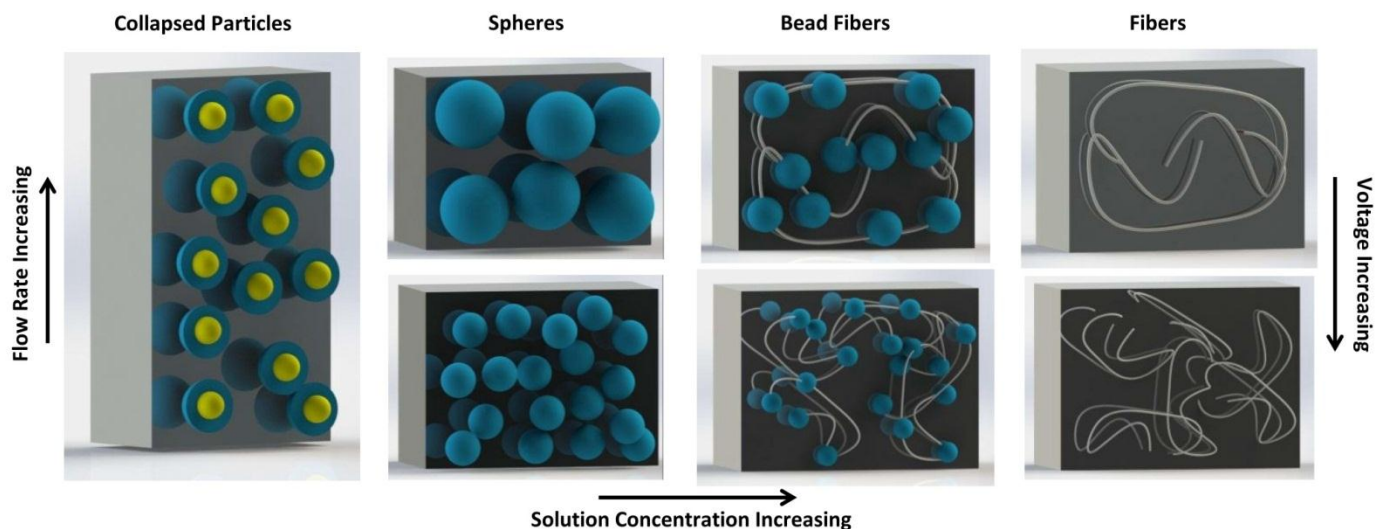 Collapsed Particles
Spheres
Bead Fibers
Fibers
Flow Rate Increasing
Voltage Increasing
Solution Concentration Increasing